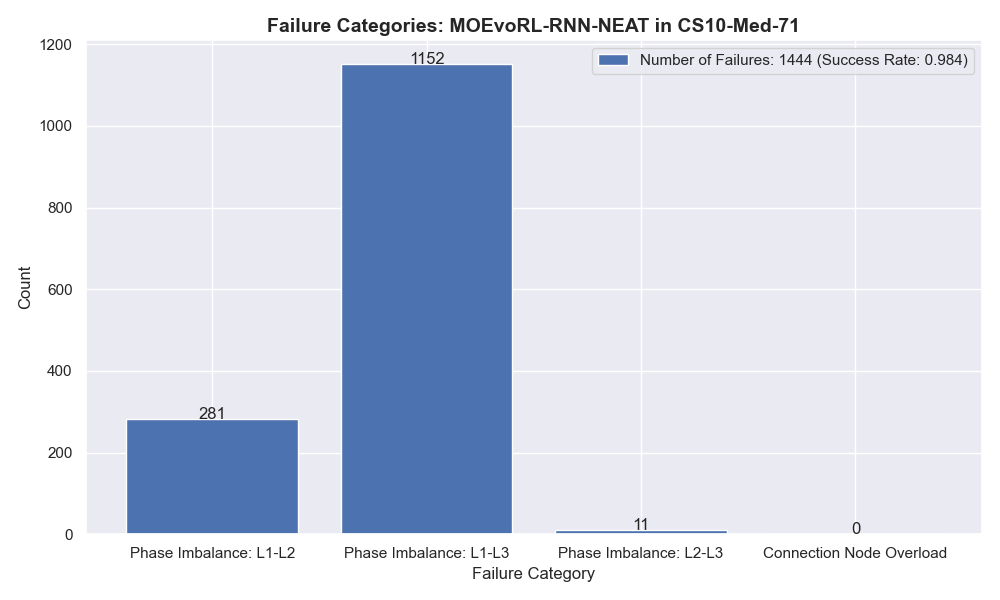 Failure Categories: MOEvoRL-RNN-NEAT in CS10-Med-71
Number of Failures: 1444 (Success Rate: 0.984)
1200
1000
800
600
400
200
0
Count
281
1152
11
0
Phase Imbalance: L1-L2
Phase Imbalance: L1-L3
Phase Imbalance: L2-L3
Connection Node Overload
Failure Category